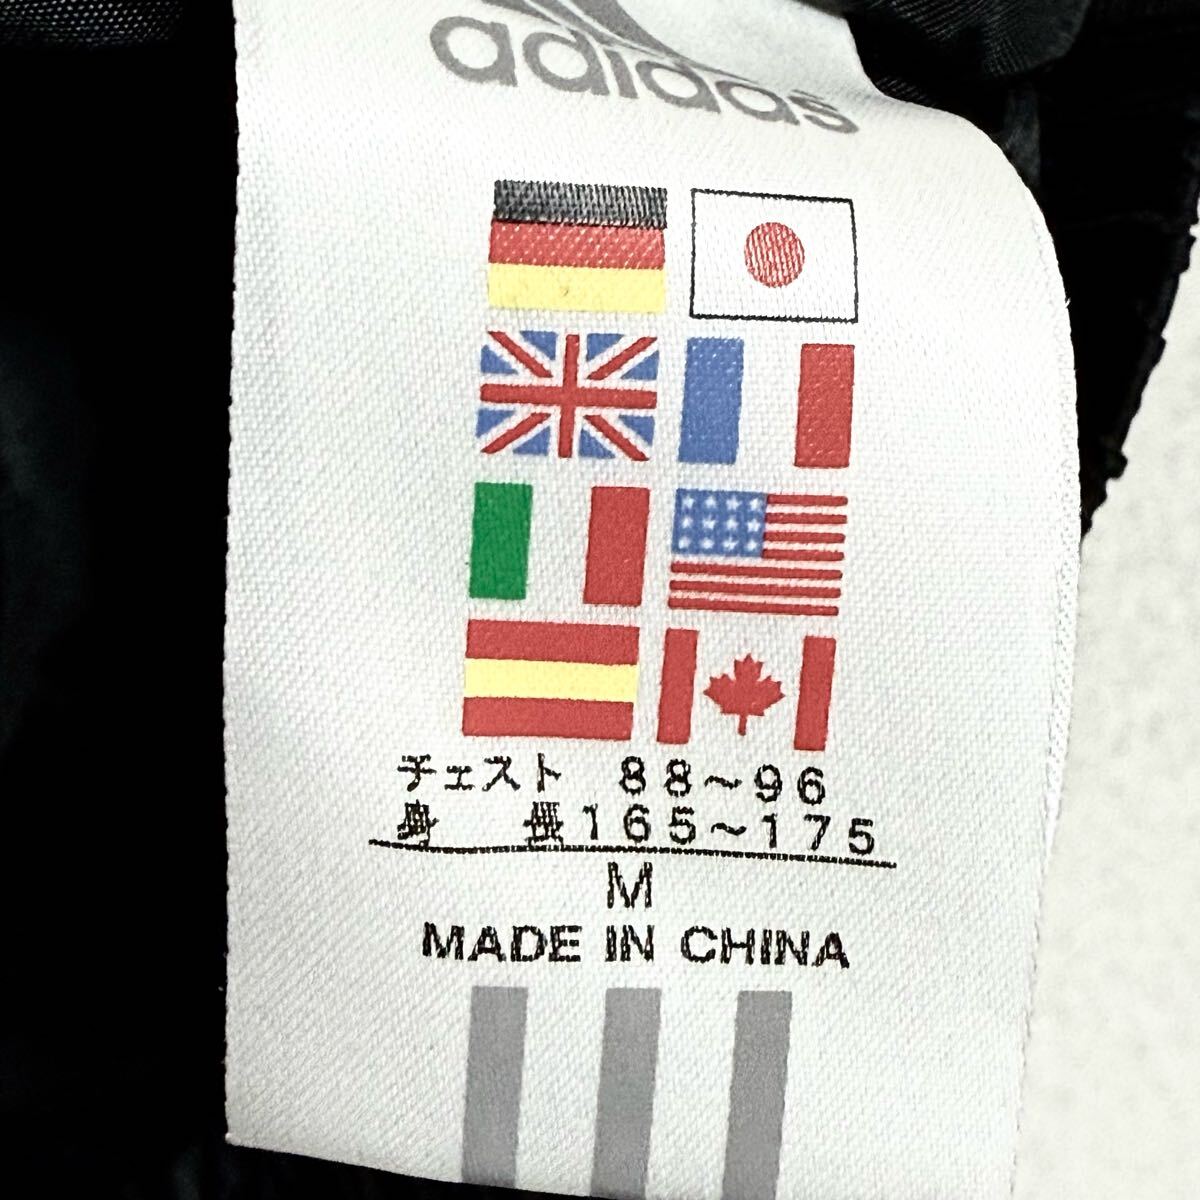 adidas
チェスト 88～96
身 長165～175
M
MADE IN CHINA